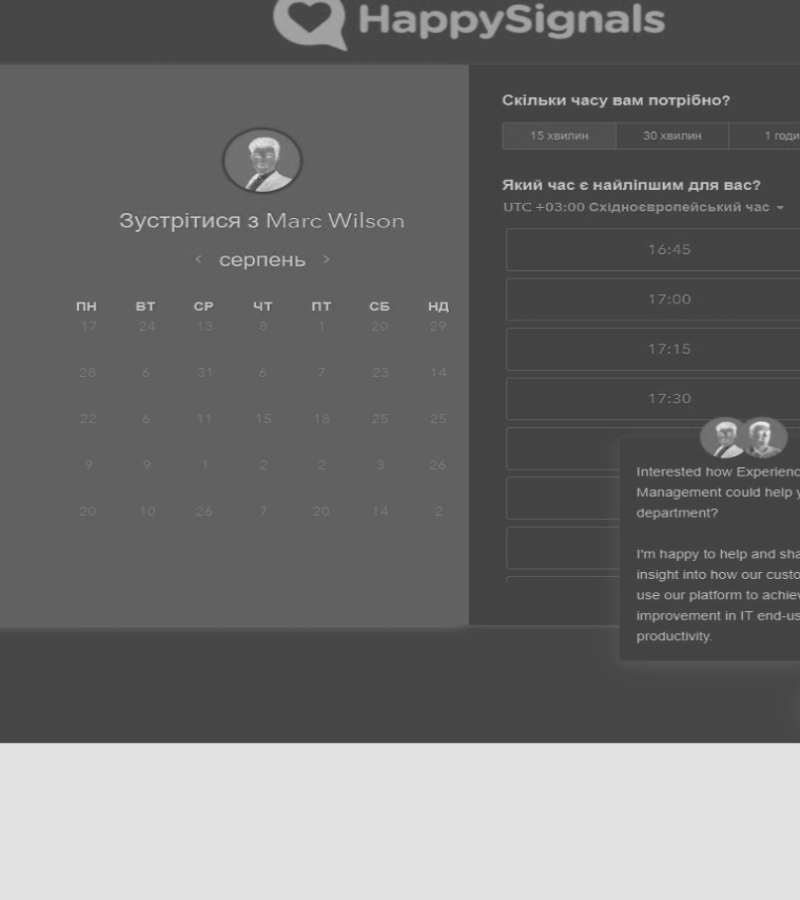 HappySignals
Зустрітися з Marc Wilson
серпень
ПН ВТ СР ЧТ ПТ СБ НД
17 24 13 8 1 20 29
28 6 31 6 7 23 14
22 6 11 15 18 25 25
9 9 1 2 2 3 26
20 10 26 7 20 14 2
Скільки часу вам потрібно?
15 хвилин 30 хвилин 1 годи
Який час є найліпшим для вас?
UTC +03:00 Східноєвропейський час
16:45
17:00
17:15
17:30
Interested how Experienc
Management could help y
department?
I'm happy to help and sha
insight into how our custo
use our platform to achiev
improvement in IT end-us
productivity.